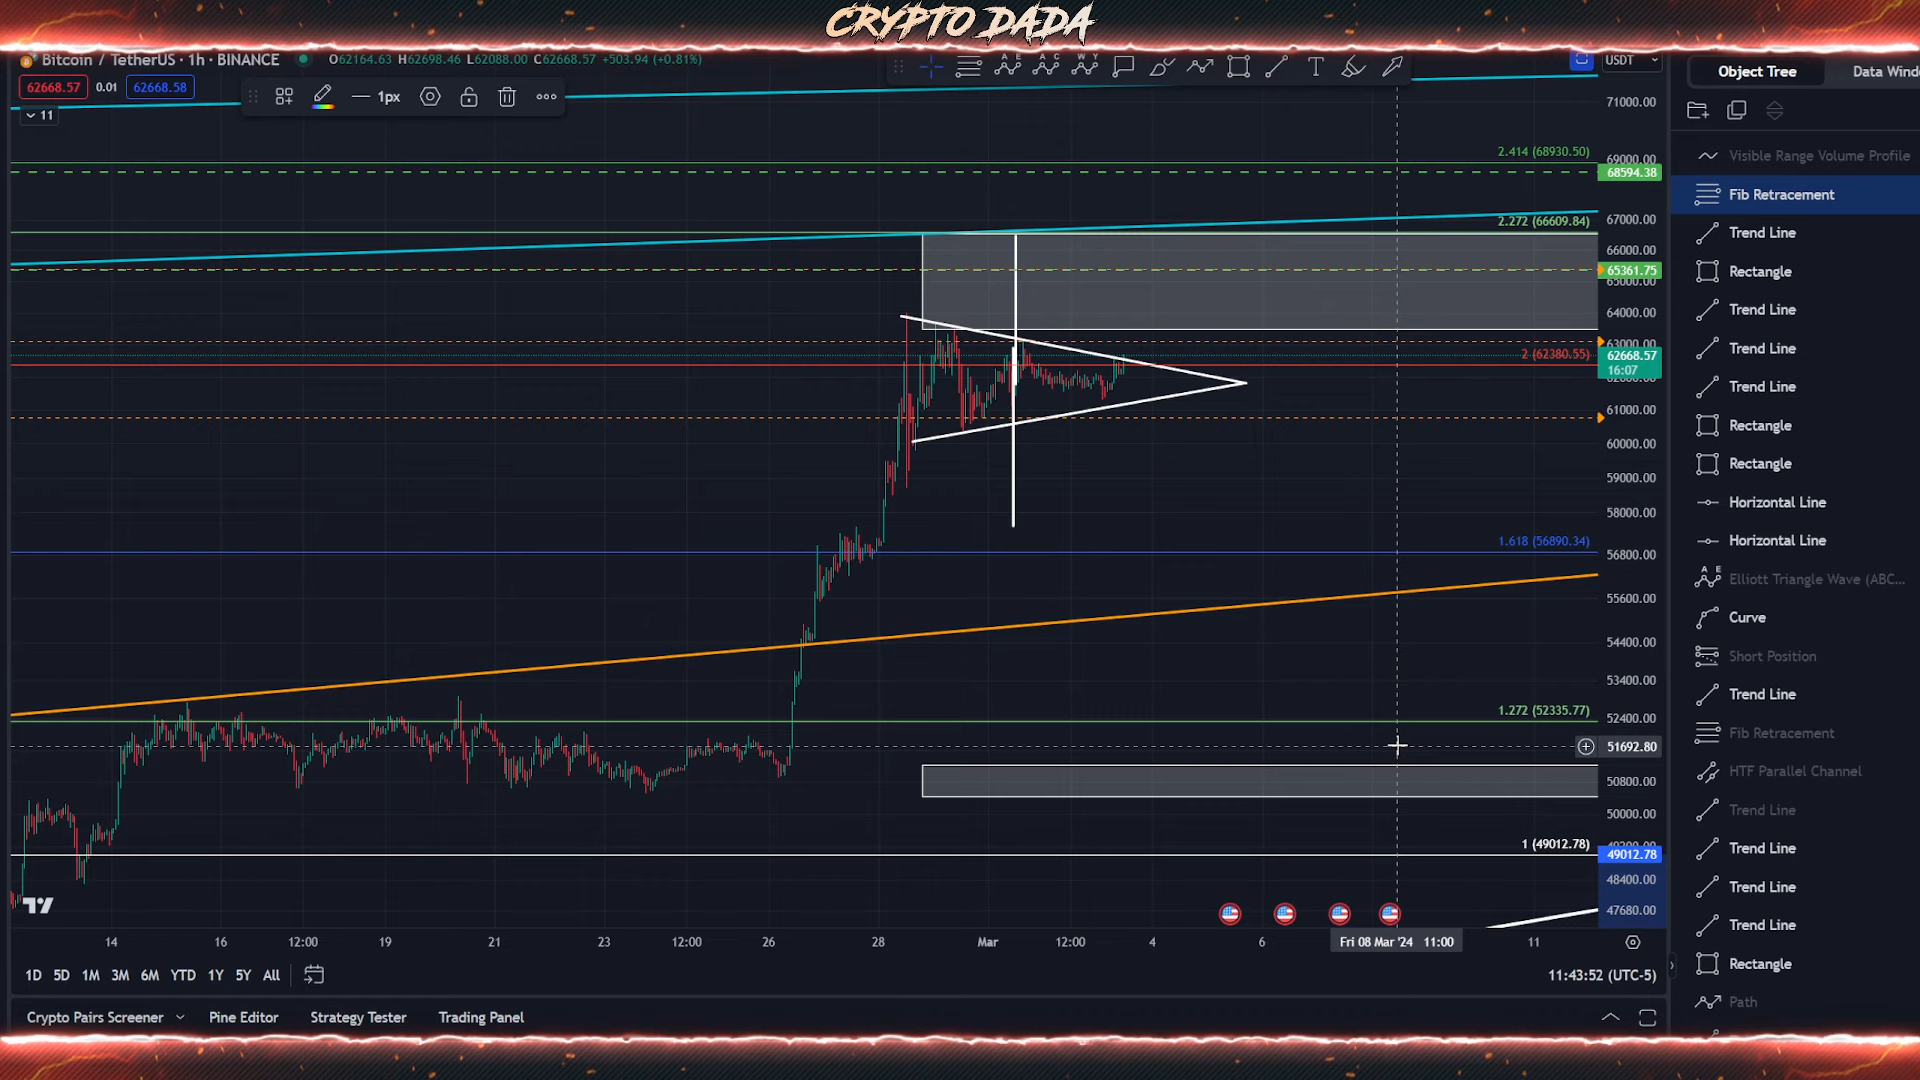 CRYPTO DADA
Bitcoin / TetherUS · 1h · BINANCE
O62164.63 H62698.46 L62088.00 C62668.57 +503.94 (+0.81%)
62668.57 0.01 62668.58
11
1px
A E
A C
W Y
T
USDT
71000.00
69000.00
68594.38
67000.00
66000.00
65361.75
65000.00
64000.00
63000.00
62668.57
16:07
62000.00
61000.00
60000.00
59000.00
58000.00
56800.00
55600.00
54400.00
53400.00
52400.00
51692.80
50800.00
50000.00
49012.78
48400.00
47680.00
2.414 (68930.50)
2.272 (66609.84)
2 (62380.55)
1.618 (56890.34)
1.272 (52335.77)
1 (49012.78)
14 16 12:00 19 21 23 12:00 26 28 Mar 12:00 4 6 Fri 08 Mar '24 11:00 11
1D 5D 1M 3M 6M YTD 1Y 5Y All
11:43:52 (UTC-5)
Crypto Pairs Screener Pine Editor Strategy Tester Trading Panel
Object Tree Data Windo
Visible Range Volume Profile
Fib Retracement
Trend Line
Rectangle
Trend Line
Trend Line
Trend Line
Rectangle
Rectangle
Horizontal Line
Horizontal Line
A E
Elliott Triangle Wave (ABC...
Curve
Short Position
Trend Line
Fib Retracement
HTF Parallel Channel
Trend Line
Trend Line
Trend Line
Trend Line
Rectangle
Path